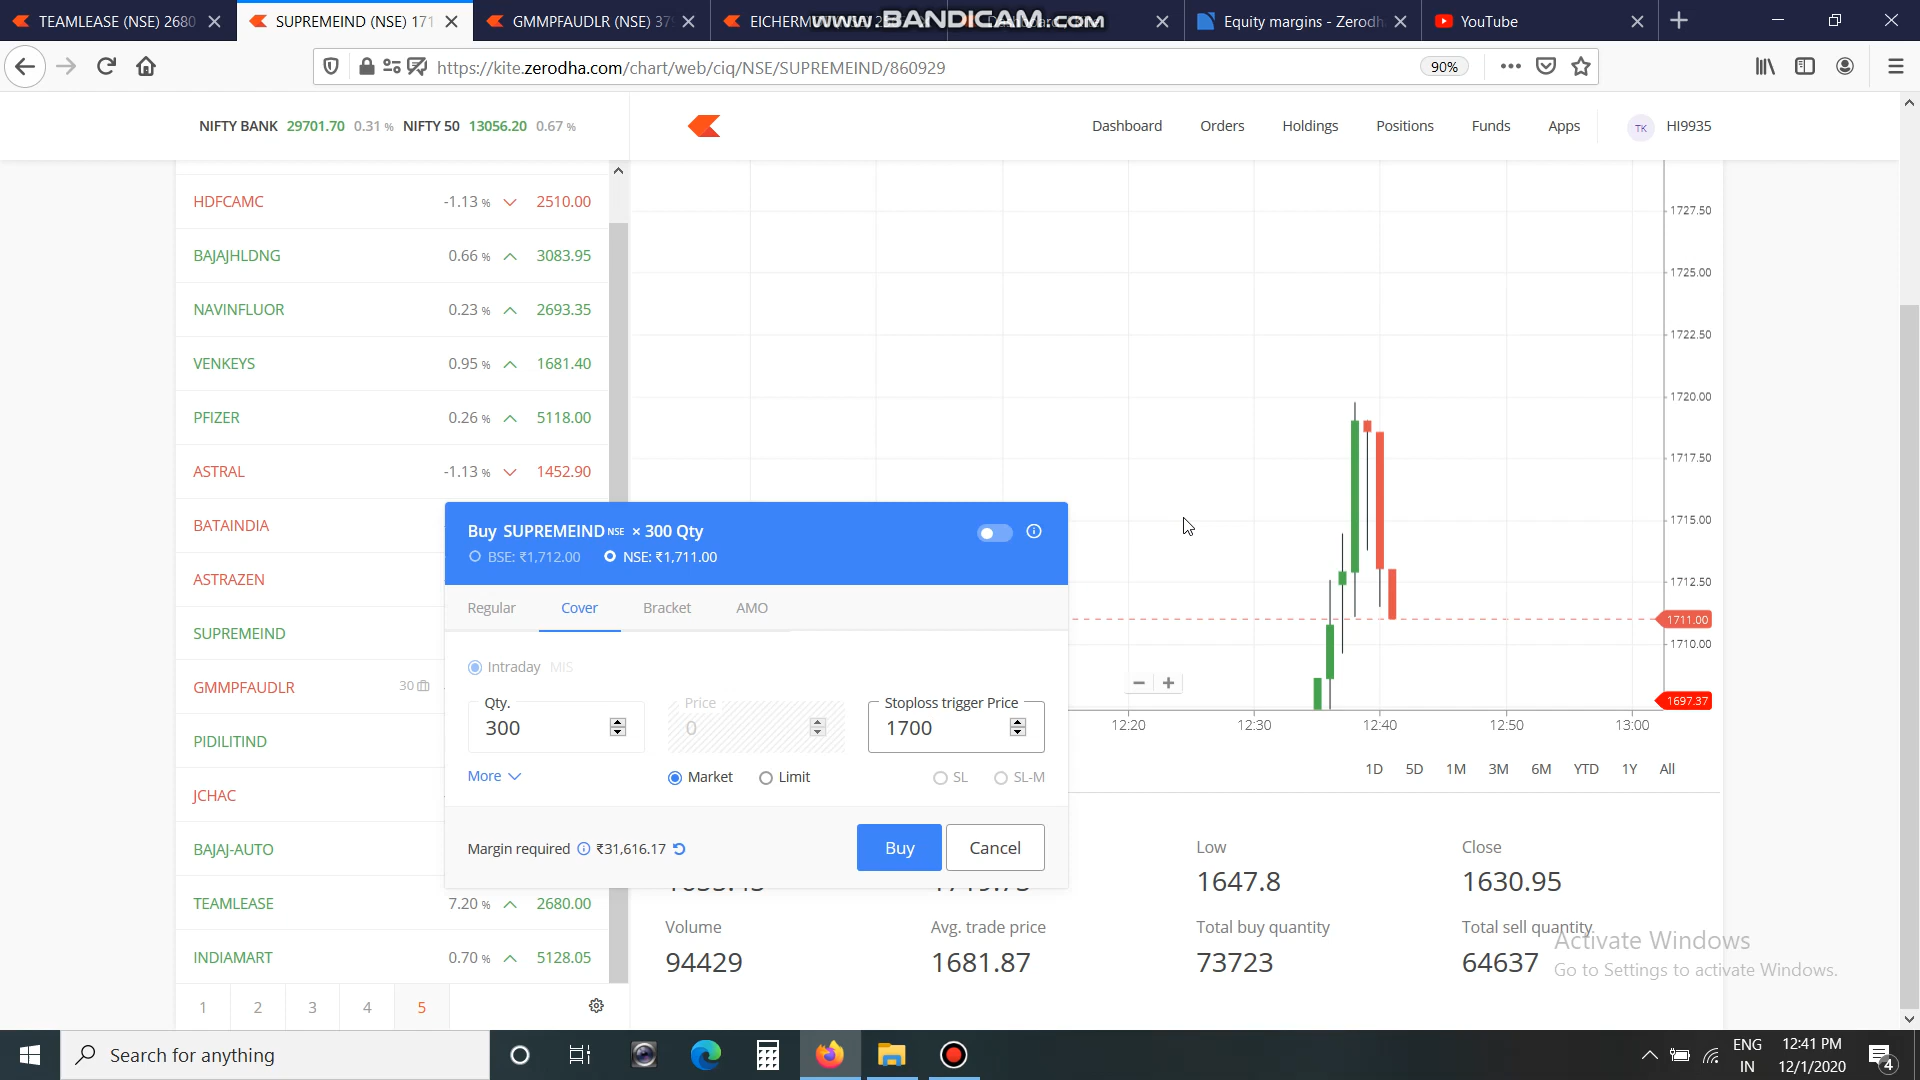 TEAMLEASE (NSE) 2680
SUPREMEIND (NSE) 171
GMMPFAUDLR (NSE) 37
EICHERM
www.BANDICAM.com
Equity margins - Zerodh
YouTube
https://kite.zerodha.com/chart/web/ciq/NSE/SUPREMEIND/860929
90%
NIFTY BANK 29701.70 0.31 % NIFTY 50 13056.20 0.67 %
Dashboard
Orders
Holdings
Positions
Funds
Apps
TK
HI9935
HDFCAMC -1.13 % 2510.00
BAJAJHLDNG 0.66 % 3083.95
NAVINFLUOR 0.23 % 2693.35
VENKEYS 0.95 % 1681.40
PFIZER 0.26 % 5118.00
ASTRAL -1.13 % 1452.90
BATAINDIA
ASTRAZEN
SUPREMEIND
GMMPFAUDLR 30
PIDILITIND
JCHAC
BAJAJ-AUTO
TEAMLEASE 7.20 % 2680.00
INDIAMART 0.70 % 5128.05
1 2 3 4 5
1727.50
1725.00
1722.50
1720.00
1717.50
1715.00
1712.50
1711.00
1710.00
1697.37
12:20 12:30 12:40 12:50 13:00
1D 5D 1M 3M 6M YTD 1Y All
Buy SUPREMEIND NSE × 300 Qty
BSE: ₹1,712.00 NSE: ₹1,711.00
Regular Cover Bracket AMO
Intraday MIS
Qty. Price Stoploss trigger Price
300 0 1700
More Market Limit SL SL-M
Margin required ₹31,616.17
Buy Cancel
Low Close
1647.8 1630.95
Volume Avg. trade price Total buy quantity Total sell quantity
94429 1681.87 73723 64637
Activate Windows
Go to Settings to activate Windows.
Search for anything
ENG
IN
12:41 PM
12/1/2020
4